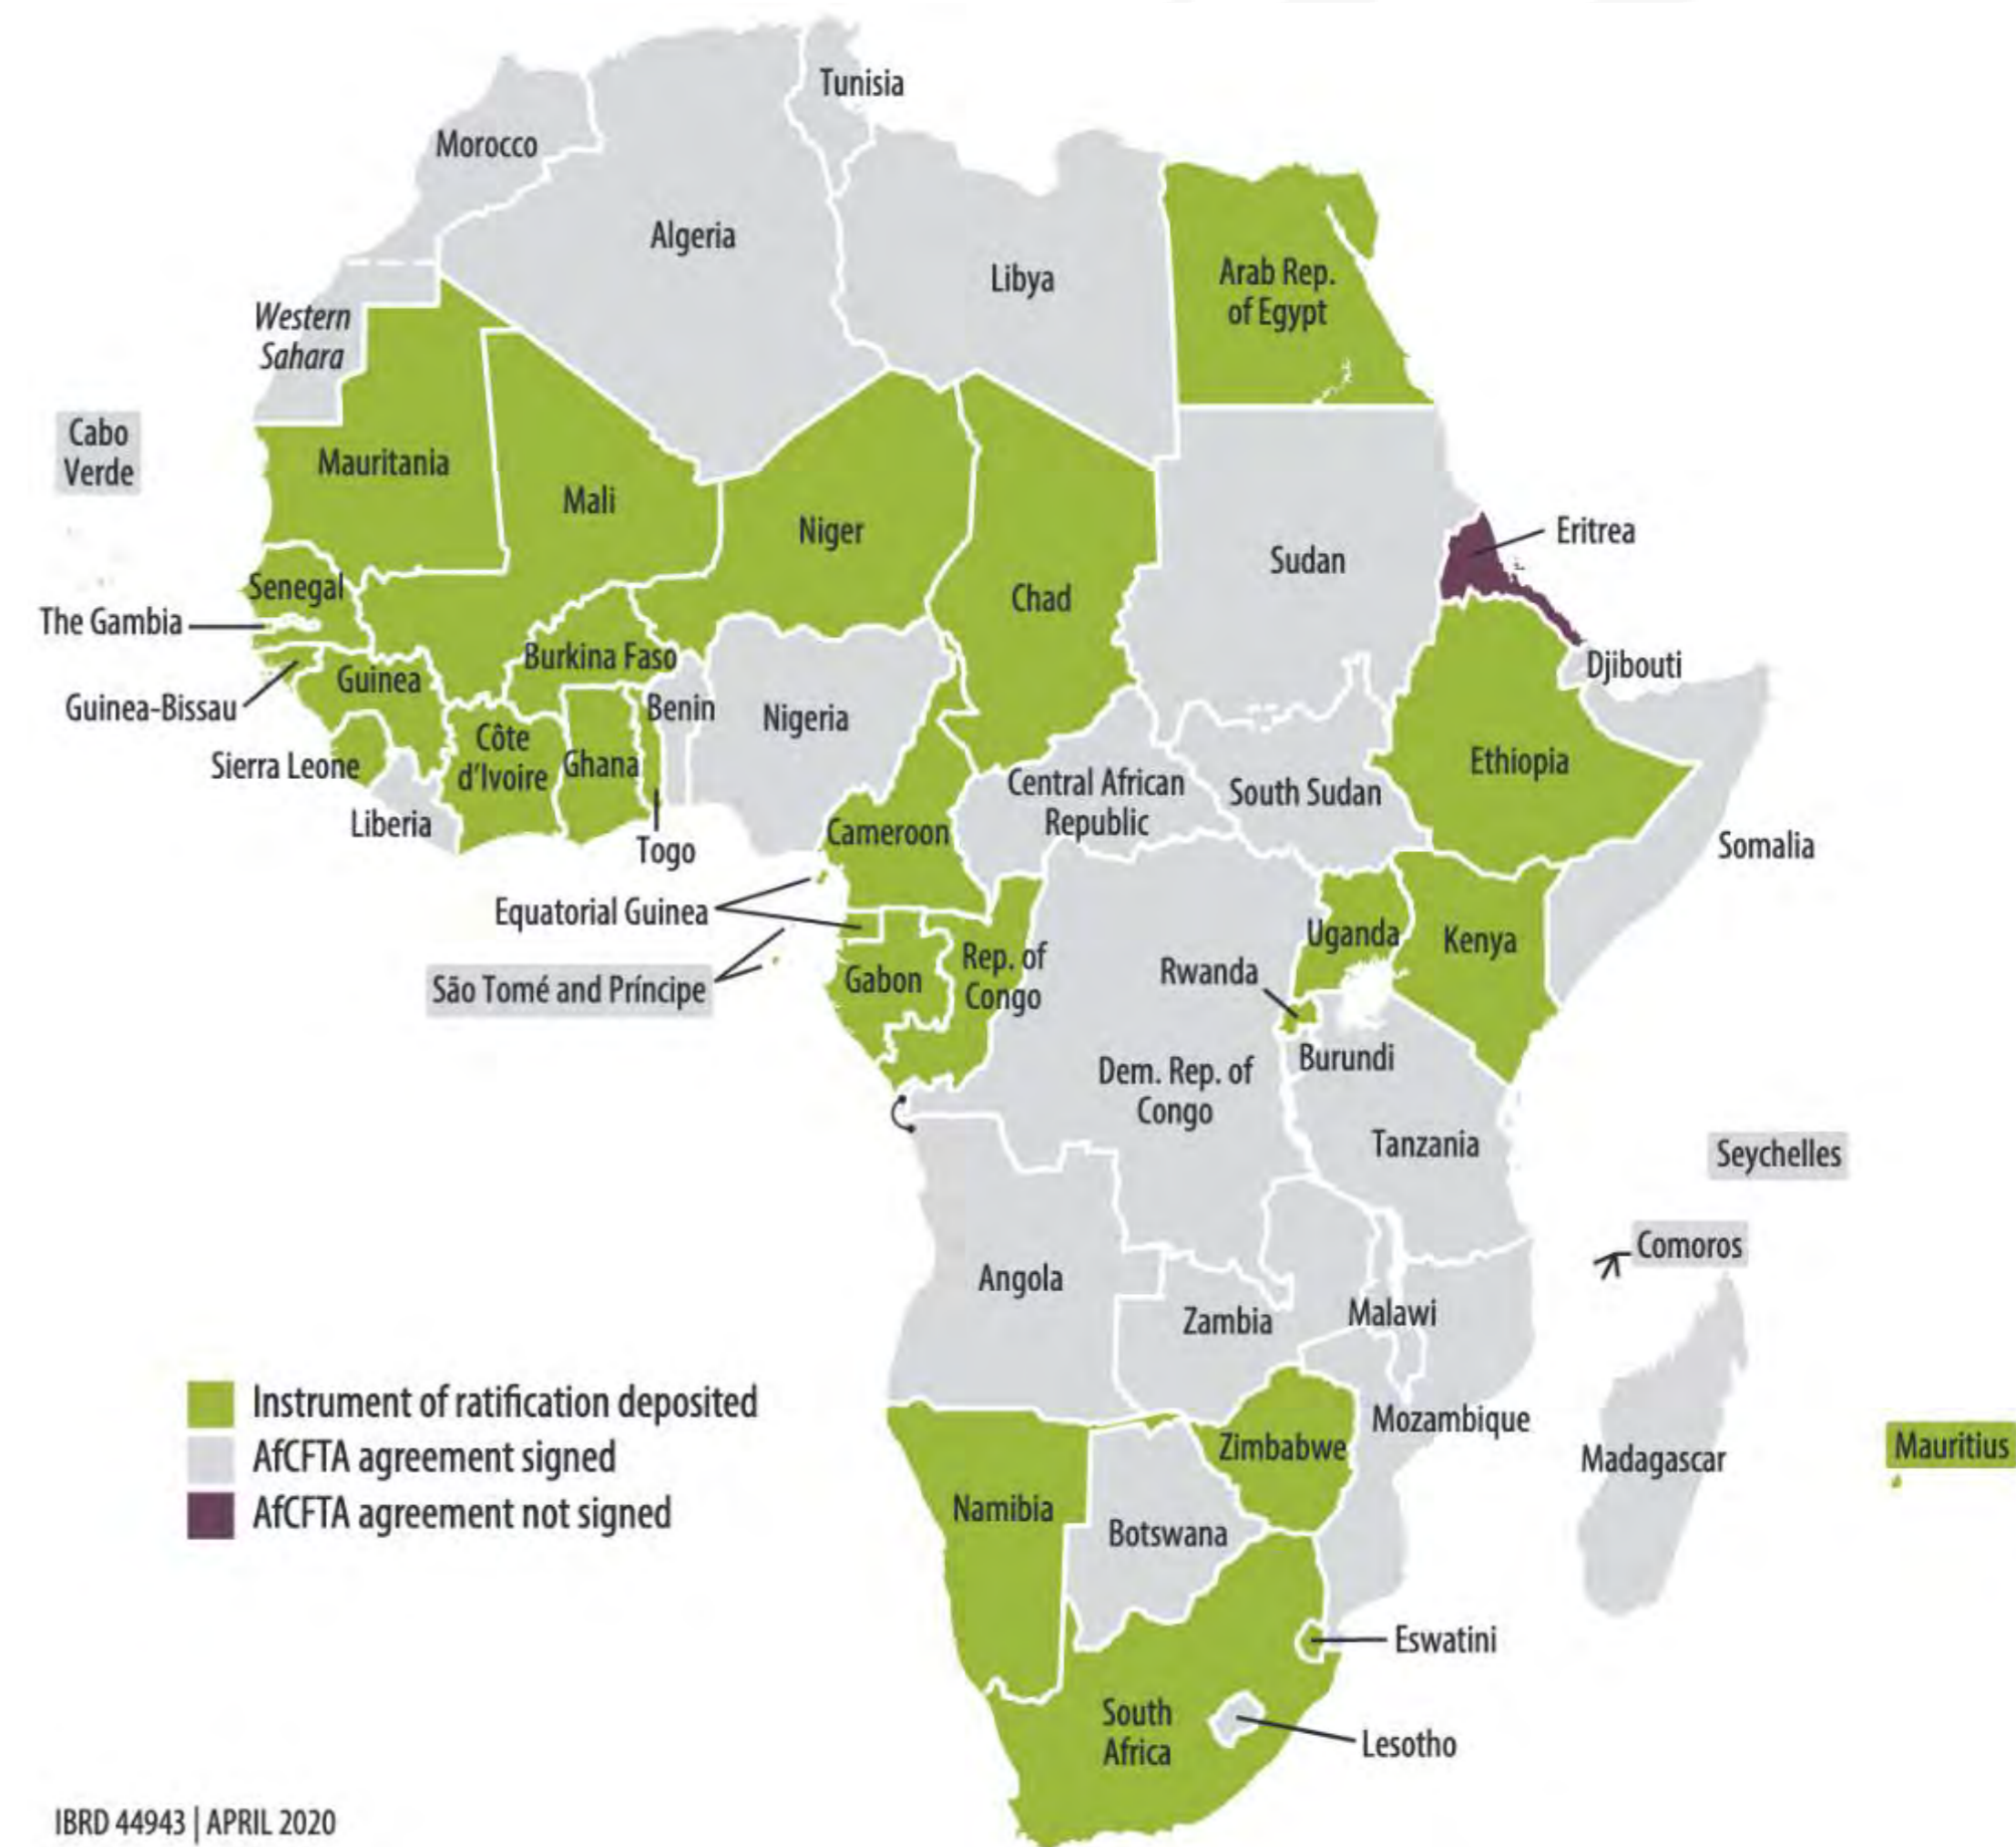 Tunisia
Morocco
Algeria
Libya
Arab Rep.
of Egypt
Western
Sahara
Cabo
Verde
Mauritania
Mali
Niger
Chad
Sudan
Eritrea
Senegal
The Gambia
Guinea-Bissau
Guinea
Burkina Faso
Benin
Nigeria
Djibouti
Sierra Leone
Côte
d'Ivoire
Ghana
Liberia
Togo
Cameroon
Central African
Republic
South Sudan
Ethiopia
Somalia
Equatorial Guinea
São Tomé and Príncipe
Gabon
Rep. of
Congo
Uganda
Kenya
Rwanda
Burundi
Dem. Rep. of
Congo
Tanzania
Seychelles
Comoros
Angola
Zambia
Malawi
Mozambique
Madagascar
Mauritius
Zimbabwe
Namibia
Botswana
Eswatini
South
Africa
Lesotho
Instrument of ratification deposited
AfCFTA agreement signed
AfCFTA agreement not signed
IBRD 44943 | APRIL 2020